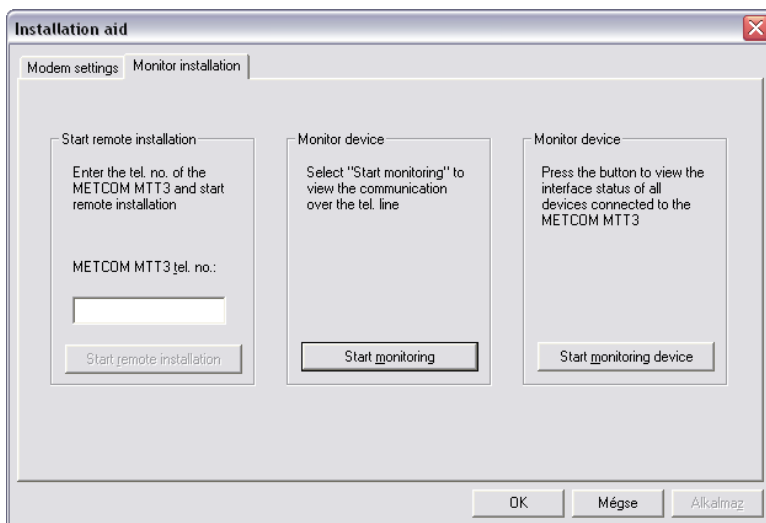 Installation aid
Modem settings
Monitor installation
Start remote installation
Enter the tel. no. of the
METCOM MTT3 and start
remote installation
METCOM MTT3 tel. no.:
Start remote installation
Monitor device
Select "Start monitoring" to
view the communication
over the tel. line
Start monitoring
Monitor device
Press the button to view the
interface status of all
devices connected to the
METCOM MTT3
Start monitoring device
OK
Mégse
Alkalmaz